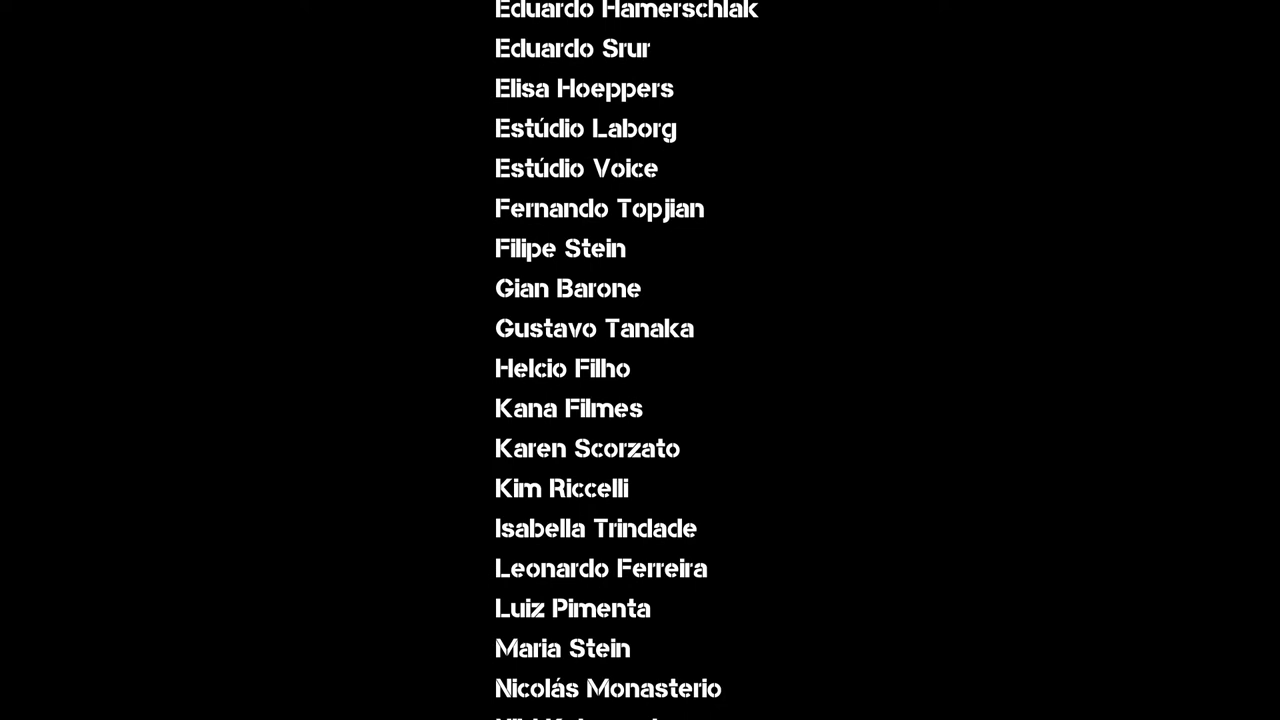 Eduardo Hamerschlak
Eduardo Srur
Elisa Hoeppers
Estúdio Laborg
Estúdio Voice
Fernando Topjian
Filipe Stein
Gian Barone
Gustavo Tanaka
Helcio Filho
Kana Filmes
Karen Scorzato
Kim Riccelli
Isabella Trindade
Leonardo Ferreira
Luiz Pimenta
Maria Stein
Nicolás Monasterio